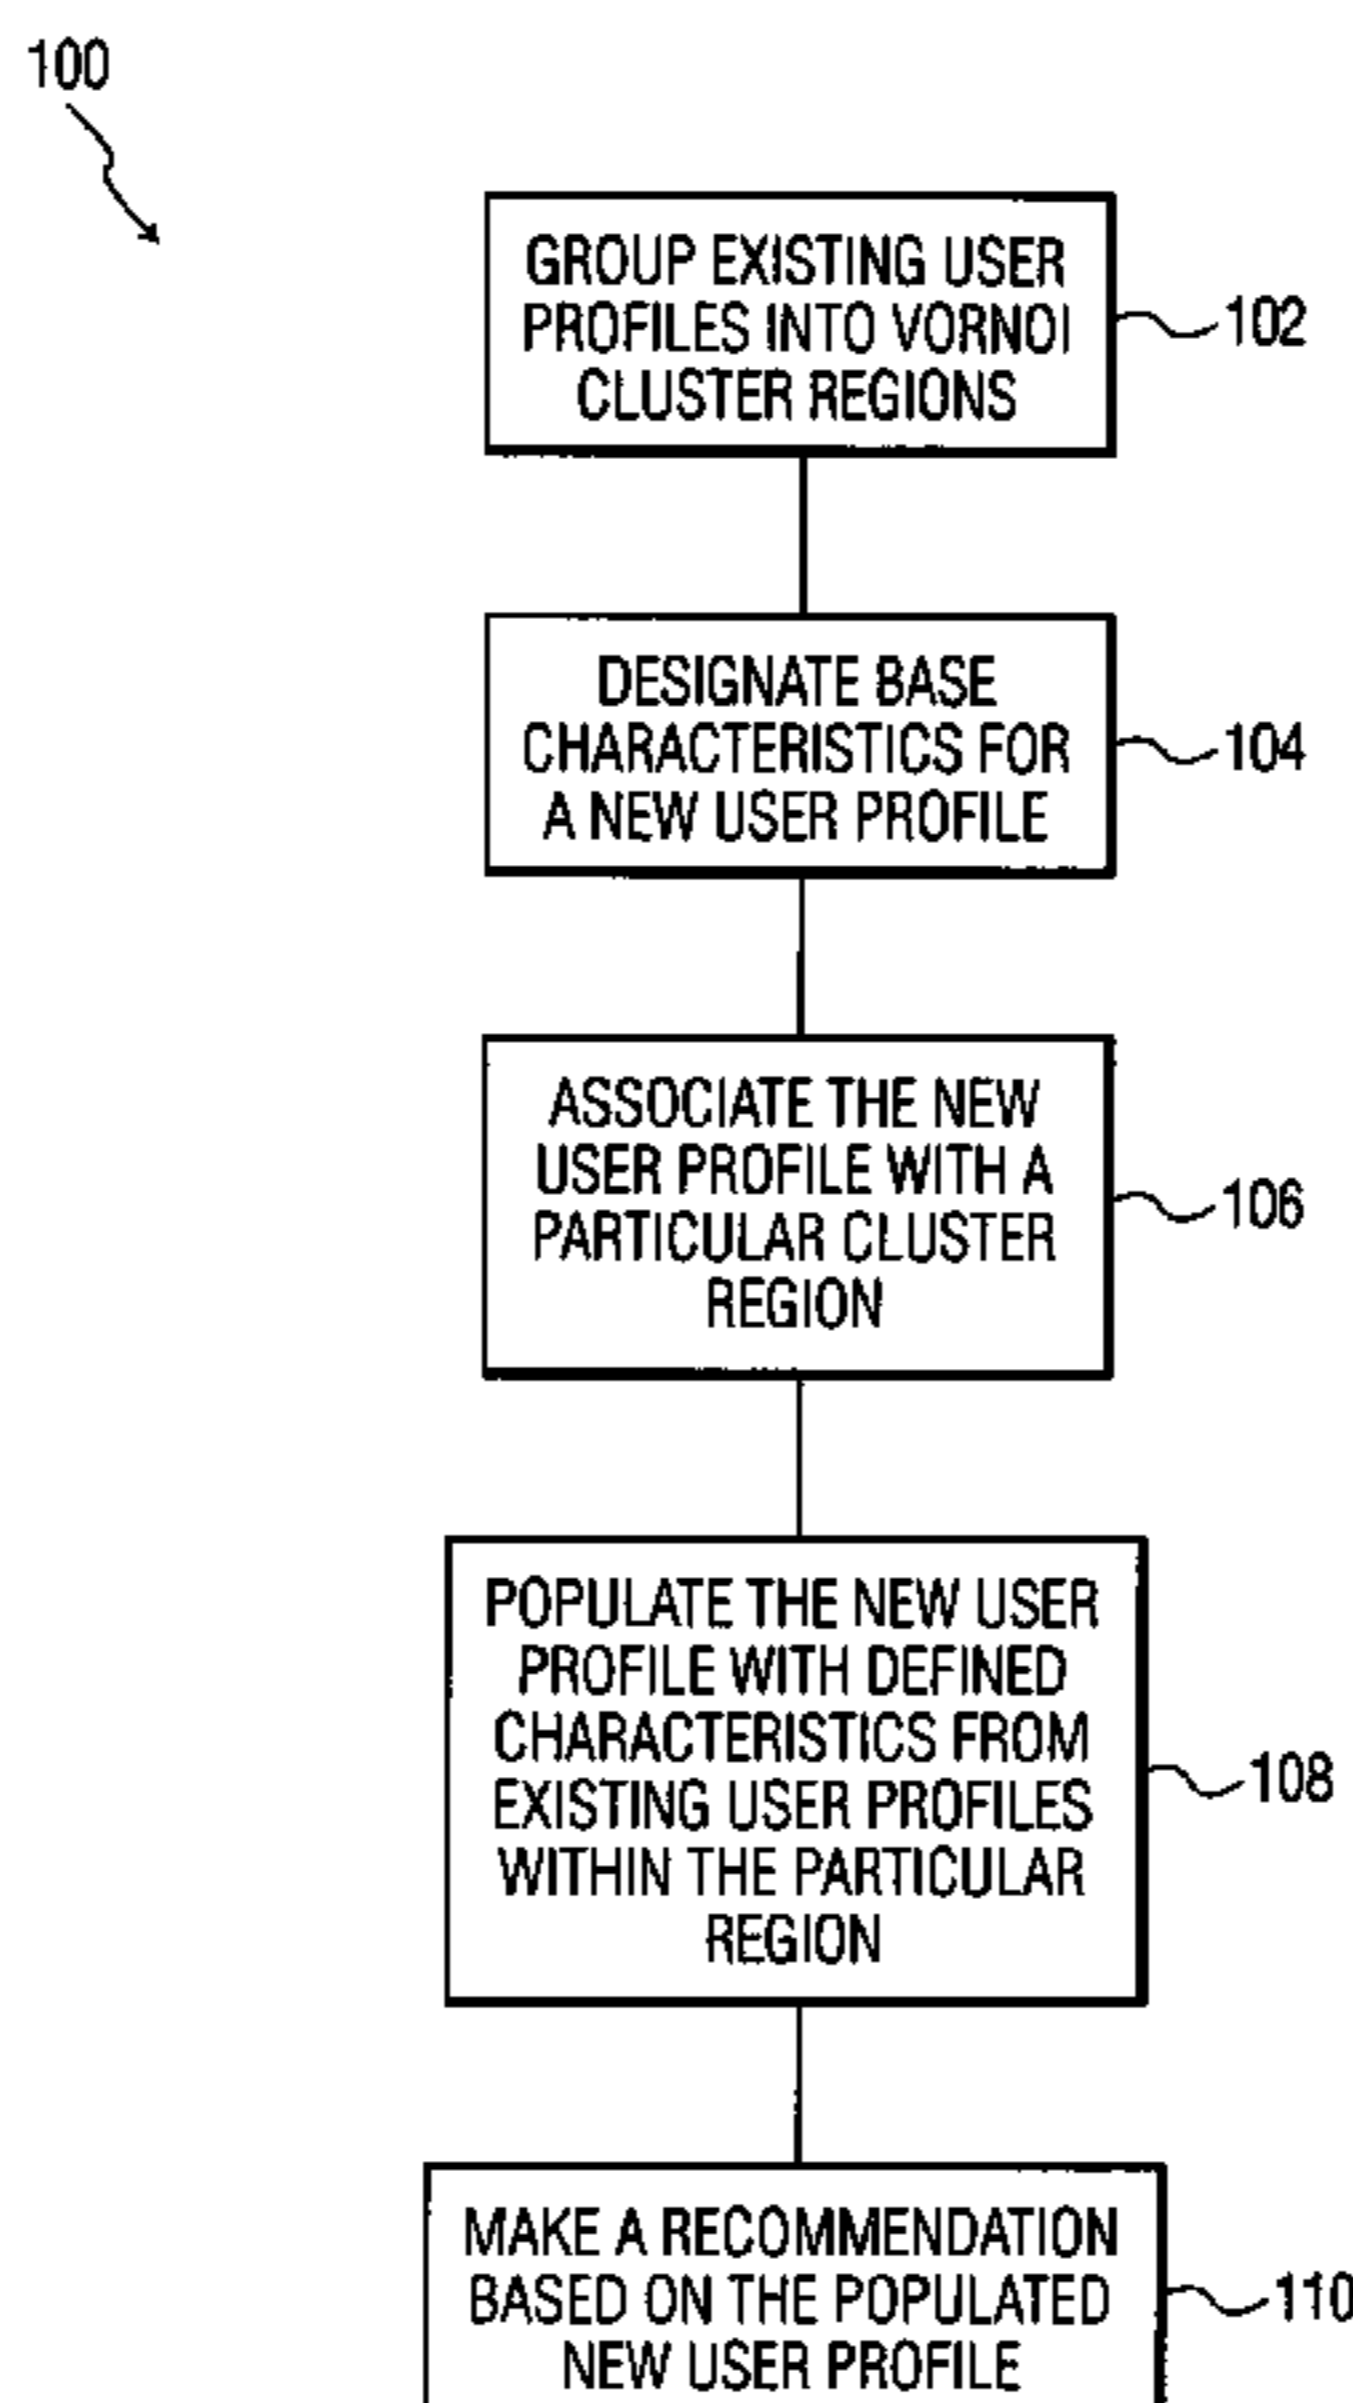 100
GROUP EXISTING USER
PROFILES INTO VORNOI
CLUSTER REGIONS
102
DESIGNATE BASE
CHARACTERISTICS FOR
A NEW USER PROFILE
104
ASSOCIATE THE NEW
USER PROFILE WITH A
PARTICULAR CLUSTER
REGION
106
POPULATE THE NEW USER
PROFILE WITH DEFINED
CHARACTERISTICS FROM
EXISTING USER PROFILES
WITHIN THE PARTICULAR
REGION
108
MAKE A RECOMMENDATION
BASED ON THE POPULATED
NEW USER PROFILE
110